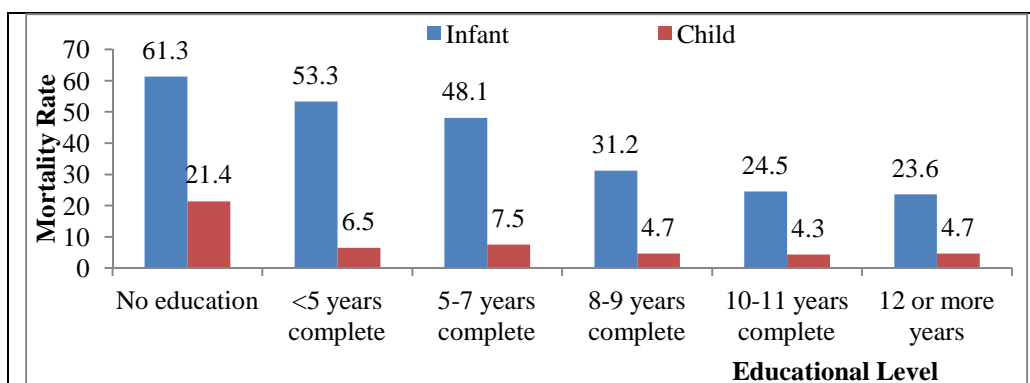 Infant Child
Mortality Rate
70
60
50
40
30
20
10
0
61.3
21.4
53.3
6.5
48.1
7.5
31.2
4.7
24.5
4.3
23.6
4.7
No education
<5 years
complete
5-7 years
complete
8-9 years
complete
10-11 years
complete
12 or more
years
Educational Level